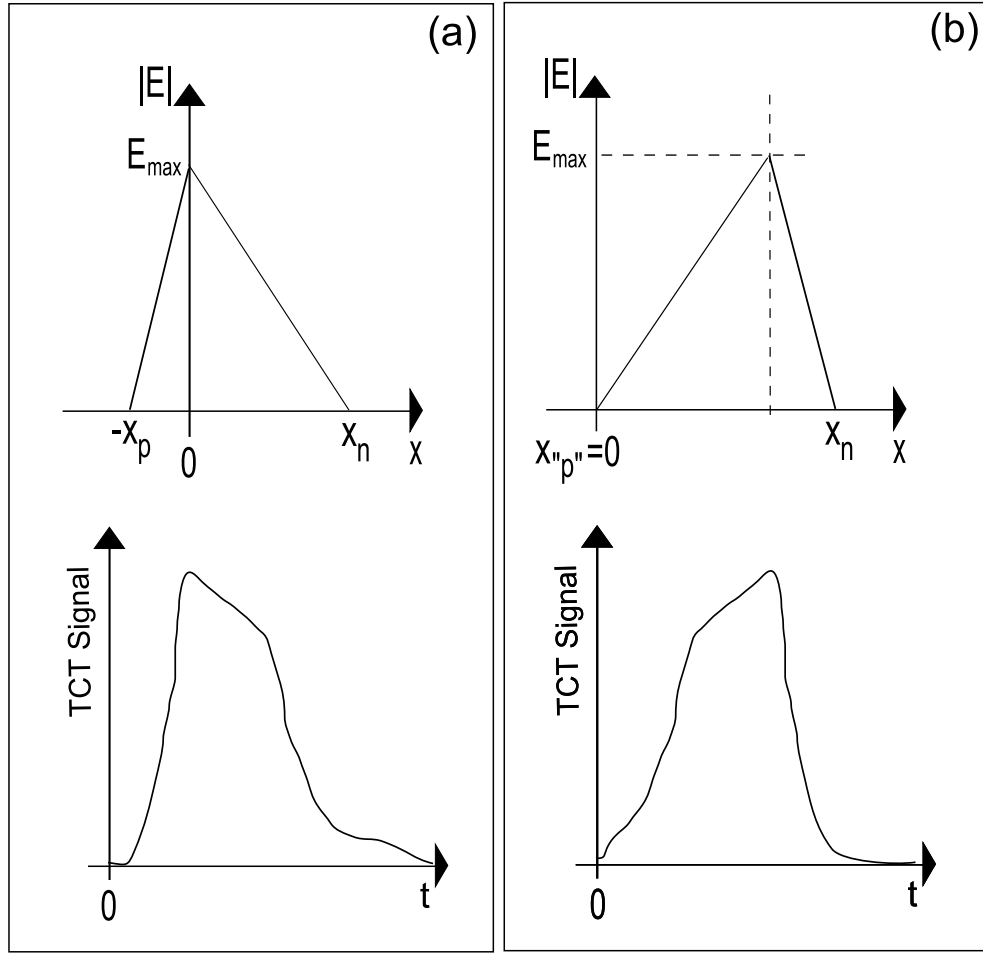 (a)
|E|
E_max
-x_p
0
x_n
x
TCT Signal
0
t
(b)
|E|
E_max
x_"p"=0
x_n
x
TCT Signal
0
t